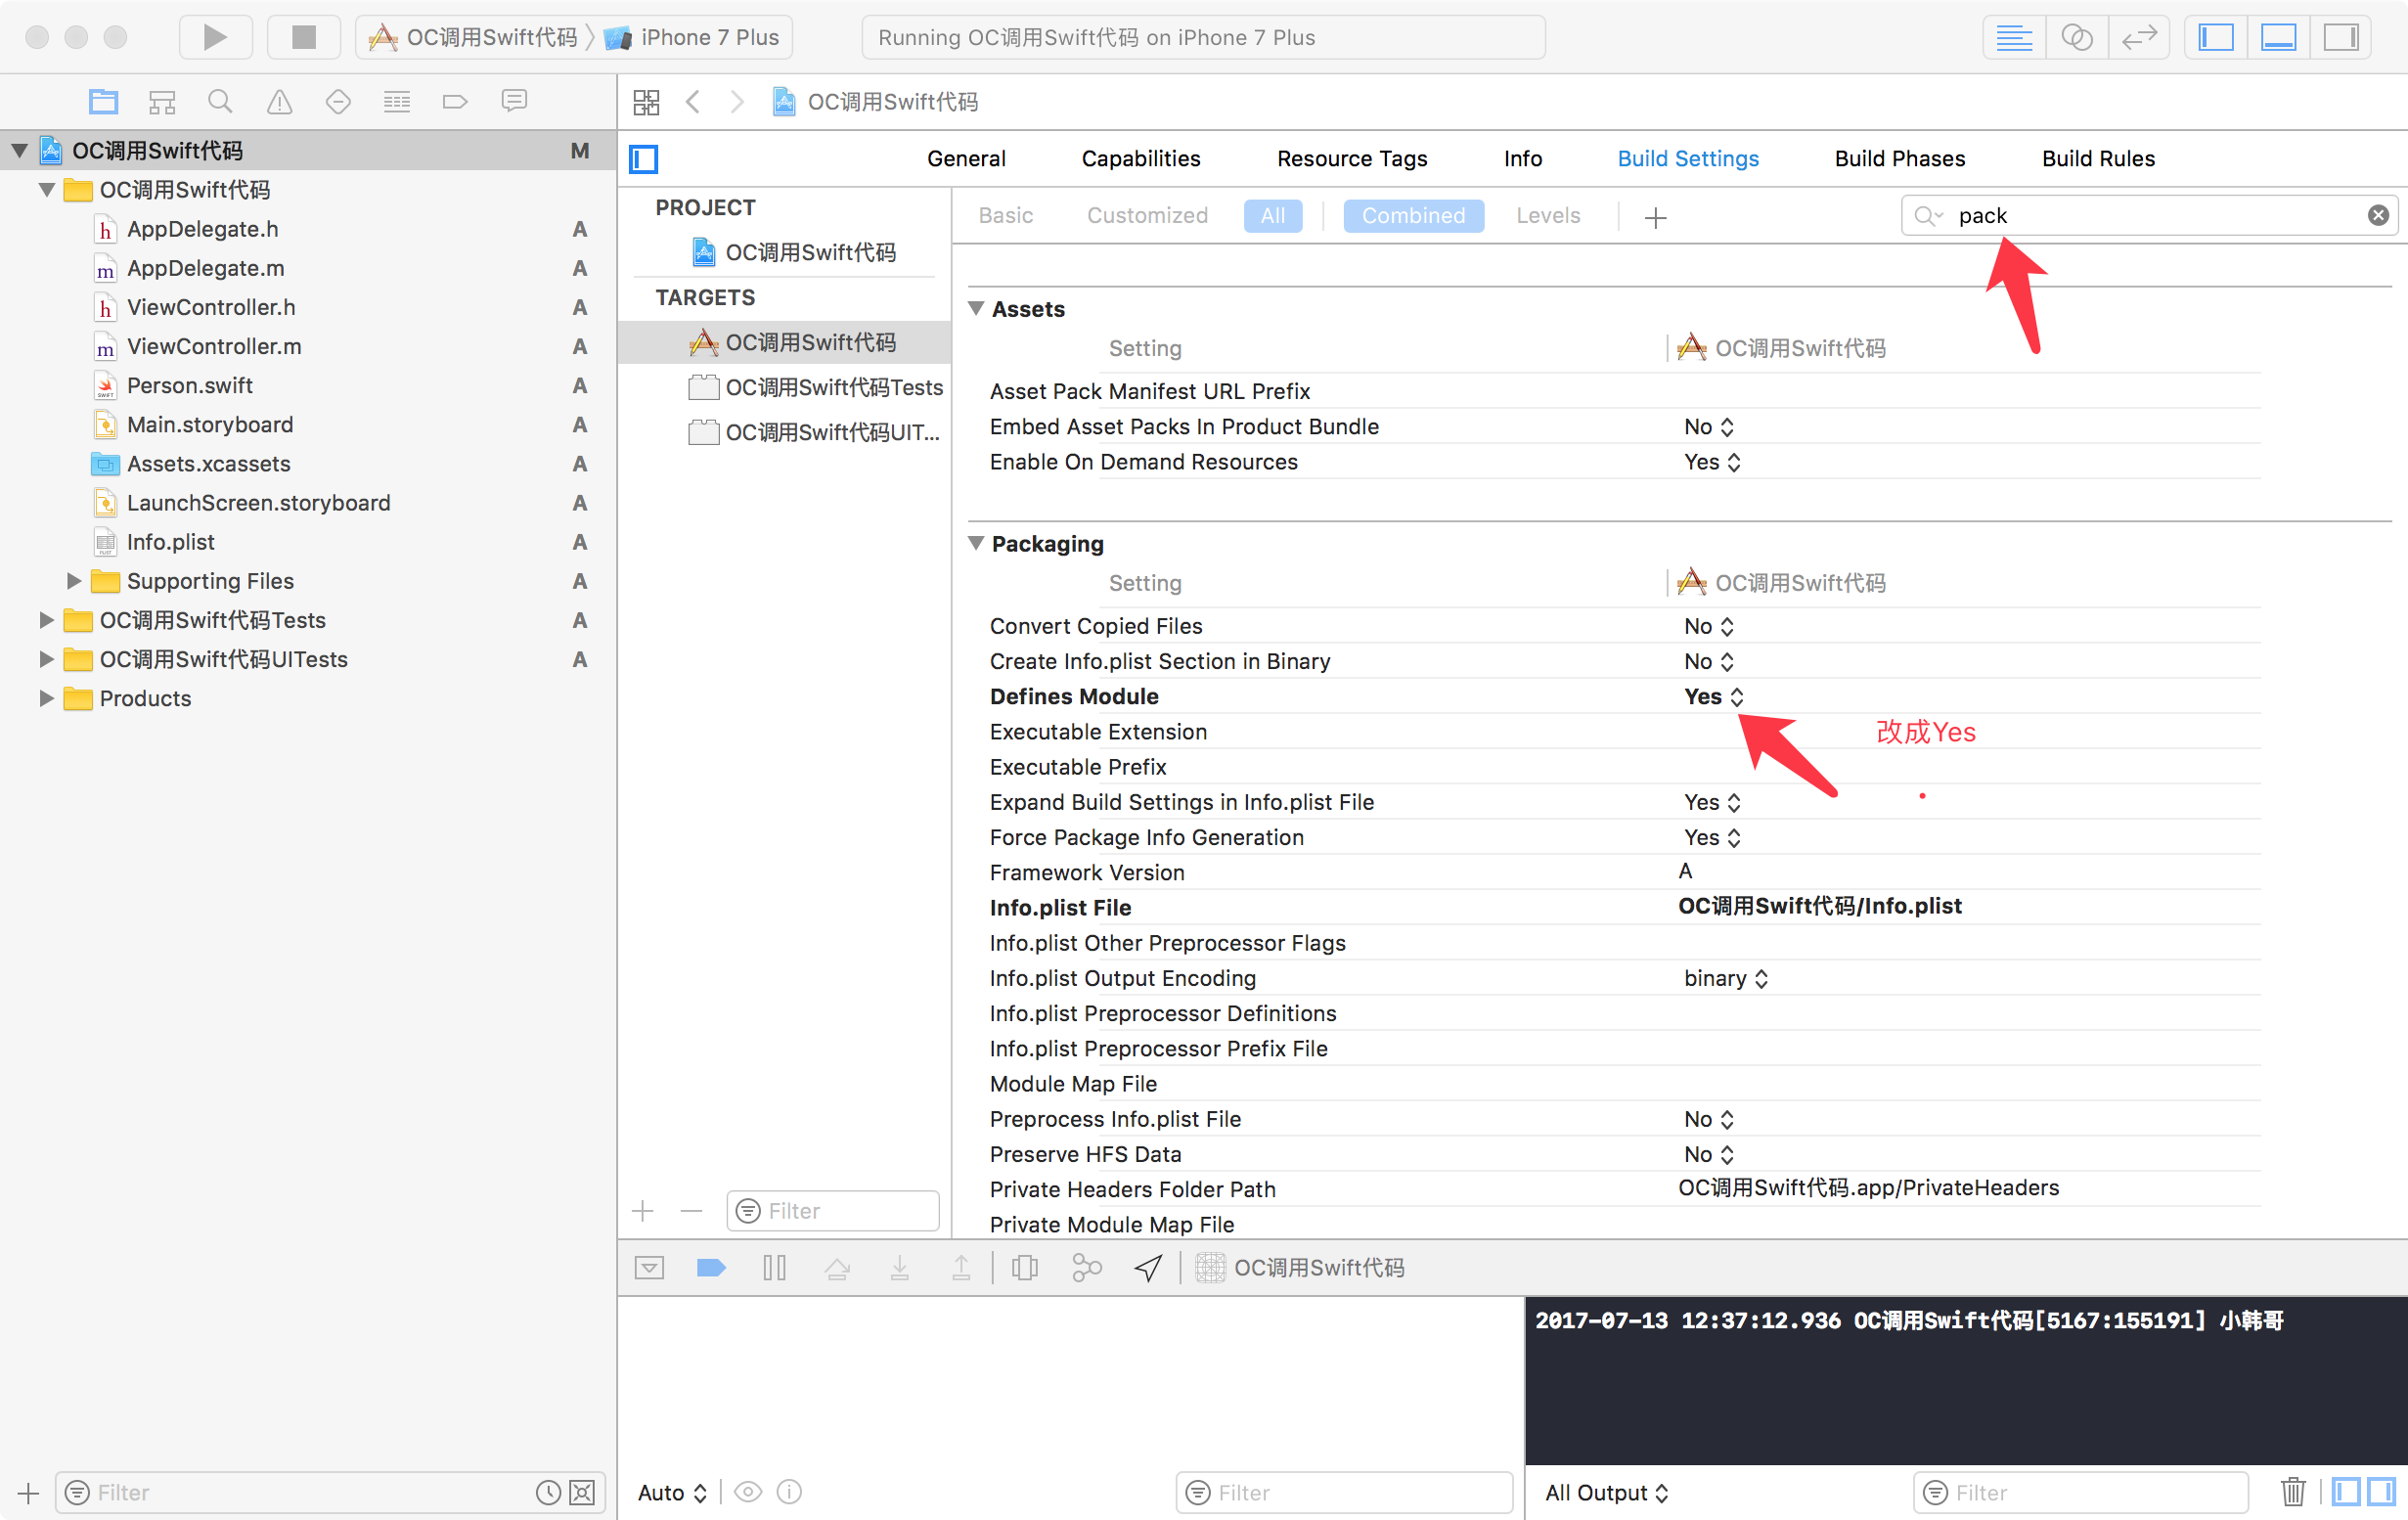 OC调用Swift代码 iPhone 7 Plus
Running OC调用Swift代码 on iPhone 7 Plus
OC调用Swift代码
OC调用Swift代码 M
OC调用Swift代码
AppDelegate.h A
AppDelegate.m A
ViewController.h A
ViewController.m A
Person.swift A
Main.storyboard A
Assets.xcassets A
LaunchScreen.storyboard A
Info.plist A
Supporting Files A
OC调用Swift代码Tests A
OC调用Swift代码UITests A
Products
Filter
General Capabilities Resource Tags Info Build Settings Build Phases Build Rules
PROJECT
OC调用Swift代码
TARGETS
OC调用Swift代码
OC调用Swift代码Tests
OC调用Swift代码UIT...
Filter
Basic Customized All Combined Levels pack
Assets
Setting OC调用Swift代码
Asset Pack Manifest URL Prefix
Embed Asset Packs In Product Bundle No
Enable On Demand Resources Yes
Packaging
Setting OC调用Swift代码
Convert Copied Files No
Create Info.plist Section in Binary No
Defines Module Yes
改成Yes
Executable Extension
Executable Prefix
Expand Build Settings in Info.plist File Yes
Force Package Info Generation Yes
Framework Version A
Info.plist File OC调用Swift代码/Info.plist
Info.plist Other Preprocessor Flags
Info.plist Output Encoding binary
Info.plist Preprocessor Definitions
Info.plist Preprocessor Prefix File
Module Map File
Preprocess Info.plist File No
Preserve HFS Data No
Private Headers Folder Path OC调用Swift代码.app/PrivateHeaders
Private Module Map File
OC调用Swift代码
2017-07-13 12:37:12.936 OC调用Swift代码[5167:155191] 小韩哥
Auto Filter
All Output Filter